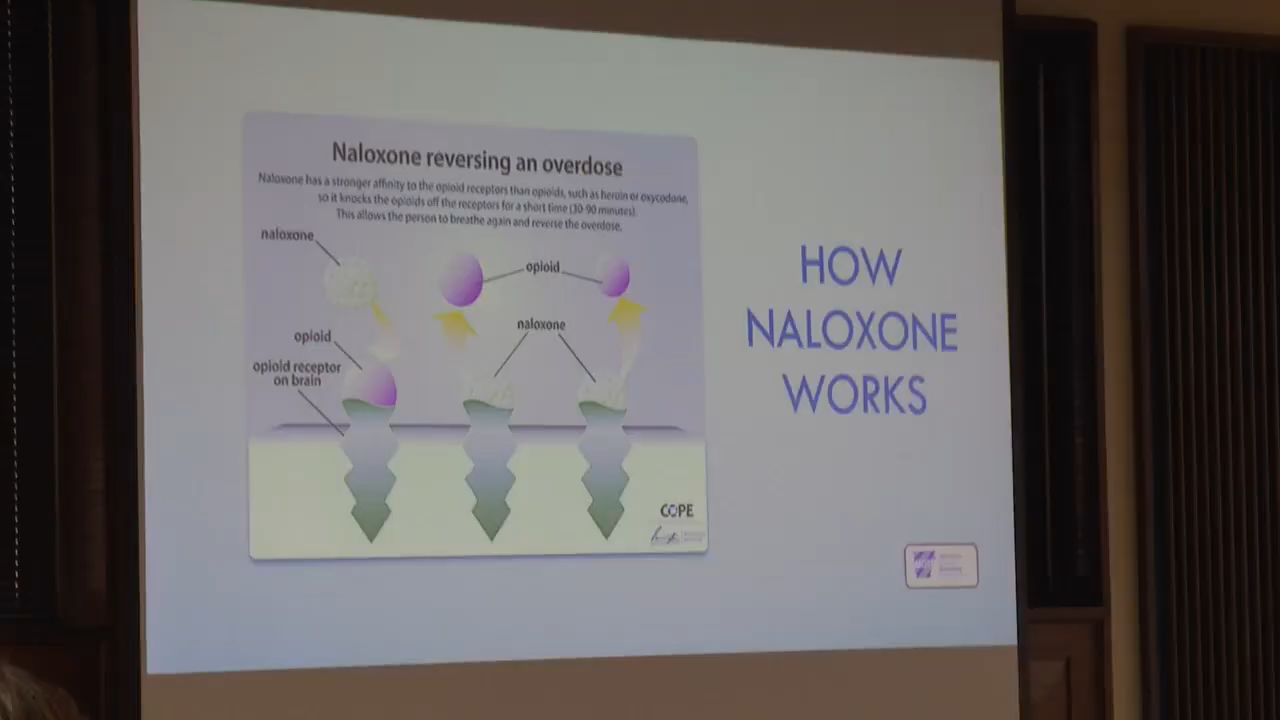 Naloxone reversing an overdose
Naloxone has a stronger affinity to the opioid receptors than opioids, such as heroin or oxycodone,
so it knocks the opioids off the receptors for a short time (30-90 minutes).
This allows the person to breathe again and reverse the overdose.
naloxone
opioid
naloxone
opioid
opioid receptor
on brain
COPE
HOW
NALOXONE
WORKS